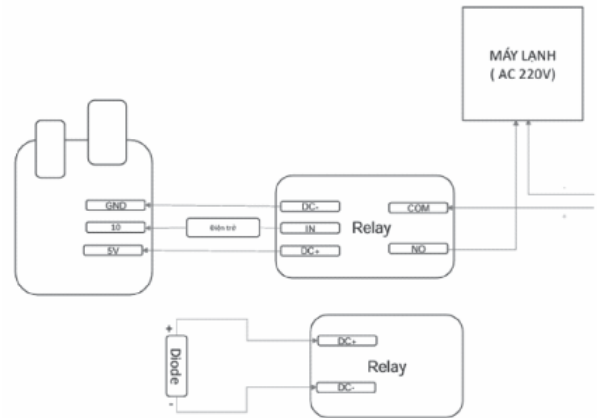 MÁY LẠNH
( AC 220V)
GND
10
5V
Điện trở
DC-
IN
DC+
Relay
COM
NO
+
Diode
-
DC+
DC-
Relay